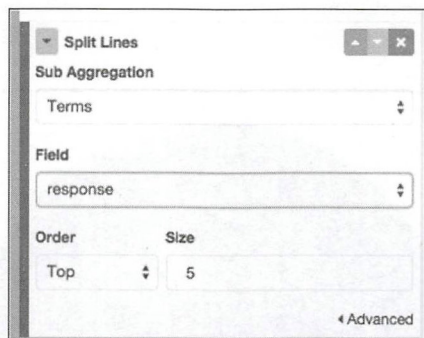 Split Lines
Sub Aggregation
Terms
Field
response
Order Size
Top 5
Advanced